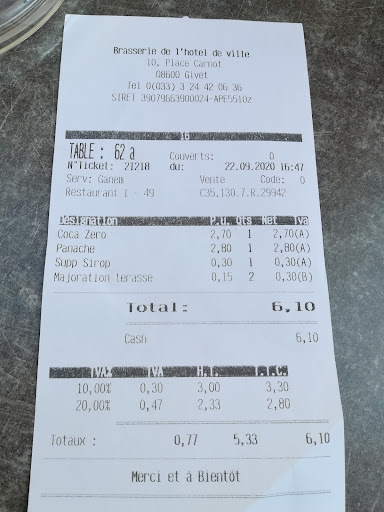 Brasserie de l'hotel de ville
10, Place Carnot
08600 Givet
Tel 0(033) 3 24 42 06 36
SIRET 39079663900024-APE5510z
16
TABLE : 62 a Couverts: 0
N°Ticket: 21218 du: 22.09.2020 16:47
Serv: Ganem Vente Code: 0
Restaurant 1 - 49 C35.130.7.R.29942
Désignation P.U. Qts Net Tva
Coca Zero 2,70 1 2,70(A)
Panache 2,80 1 2,80(A)
Supp Sirop 0,30 1 0,30(A)
Majoration terasse 0,15 2 0,30(B)
Total: 6,10
Cash 6,10
TVA% TVA H.T. T.T.C.
10,00% 0,30 3,00 3,30
20,00% 0,47 2,33 2,80
Totaux : 0,77 5,33 6,10
Merci et à Bientôt